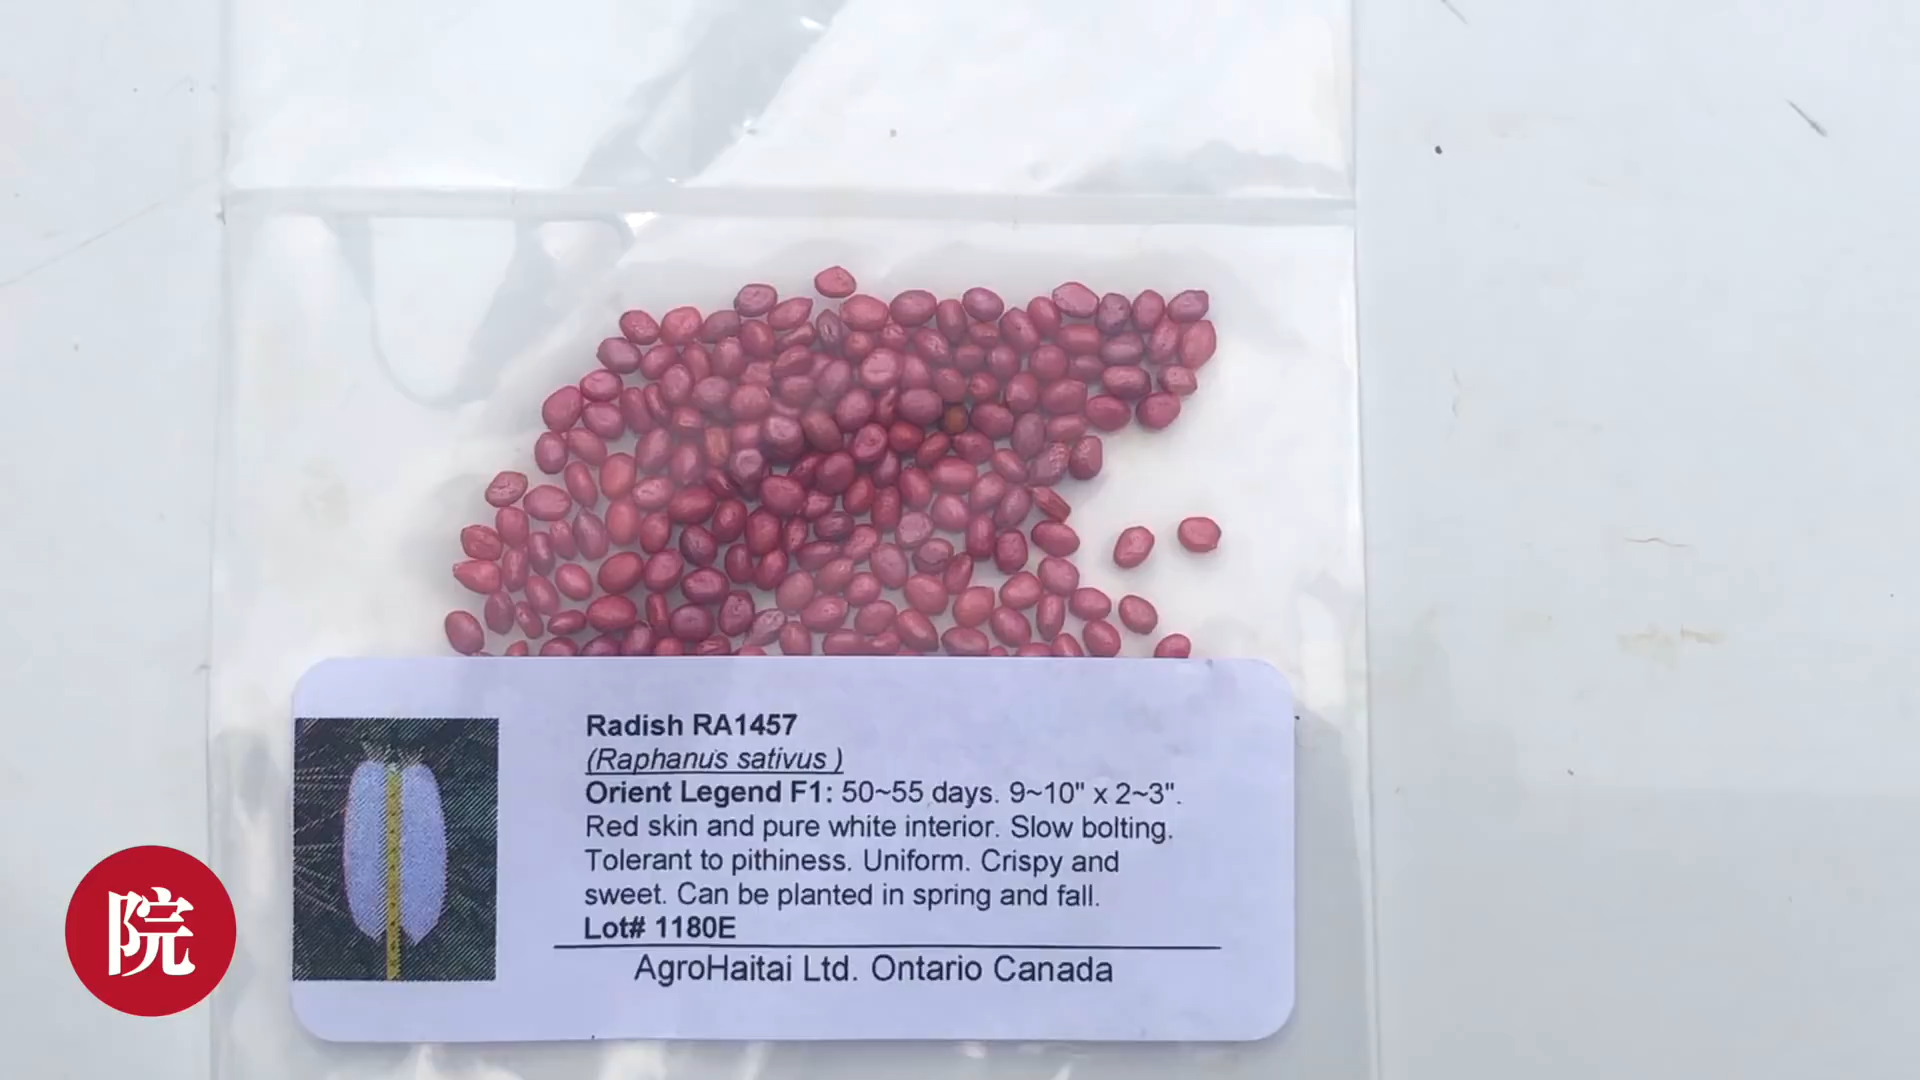 Radish RA1457
(Raphanus sativus )
Orient Legend F1: 50~55 days. 9~10" x 2~3".
Red skin and pure white interior. Slow bolting.
Tolerant to pithiness. Uniform. Crispy and
sweet. Can be planted in spring and fall.
Lot# 1180E
AgroHaitai Ltd. Ontario Canada
院